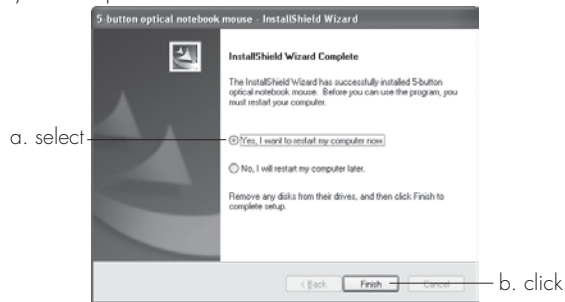 5-button optical notebook mouse - InstallShield Wizard
InstallShield Wizard Complete
The InstallShield Wizard has successfully installed 5-button
optical notebook mouse. Before you can use the program, you
must restart your computer.
a. select
Yes, I want to restart my computer now.
No, I will restart my computer later.
Remove any disks from their drives, and then click Finish to
complete setup.
< Back Finish Cancel
b. click